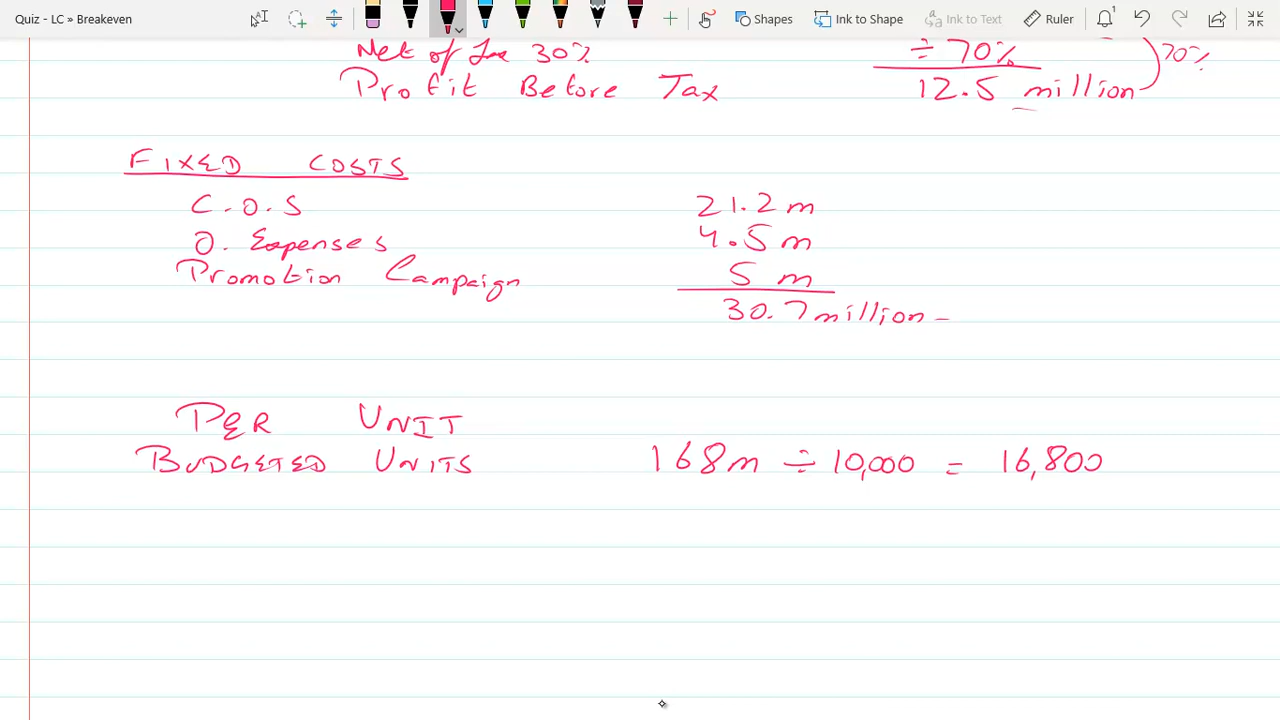 Quiz - LC » Breakeven
Shapes
Ink to Shape
Ink to Text
Ruler
Net of Tax 30% ÷ 70% 70%
Profit Before Tax 12.5 million
FIXED COSTS
C.O.S 21.2 m
O. Expenses 4.5 m
Promotion Campaign 5 m
30.7 million
PER UNIT
BUDGETED UNITS 168m ÷ 10,000 = 16,800